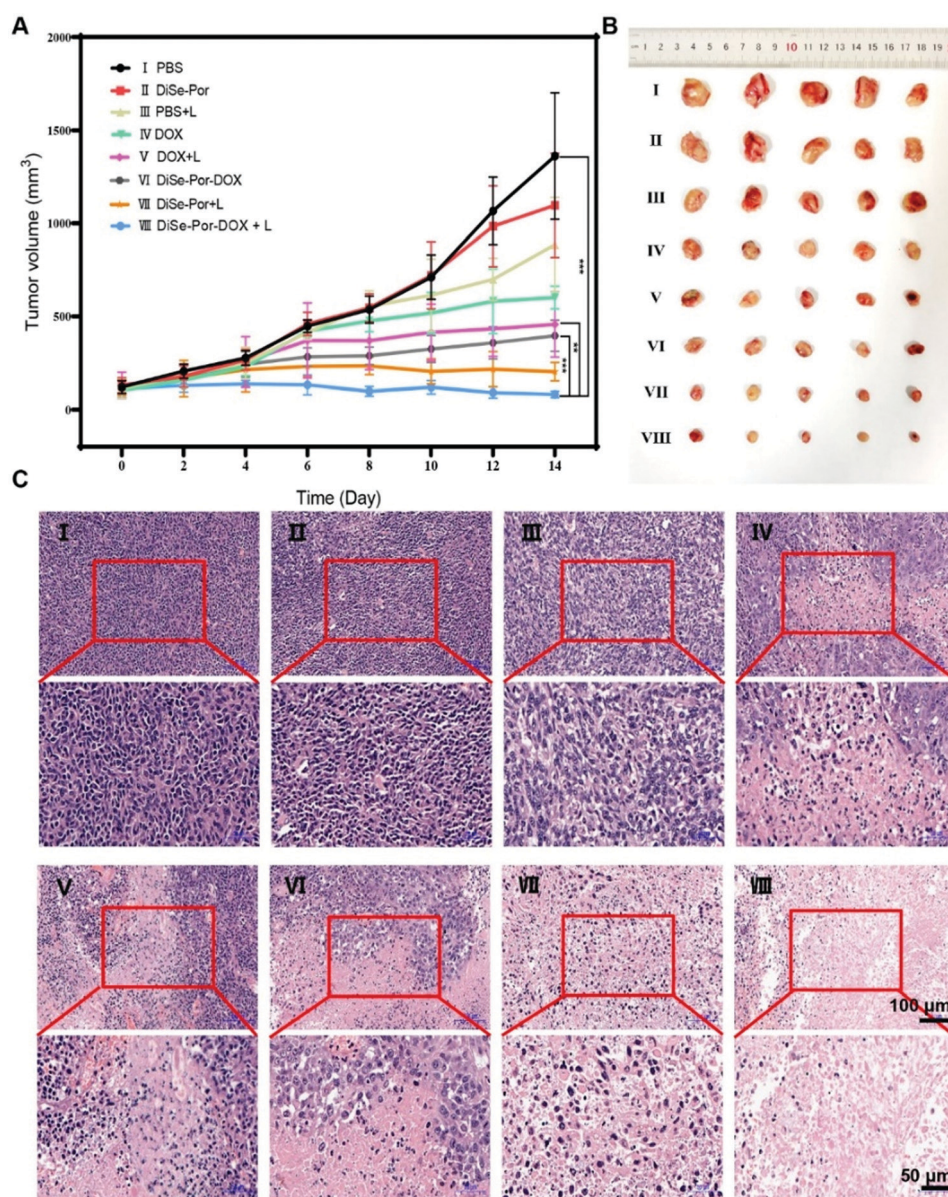 A
2000
1500
1000
500
0
Tumor volume (mm³)
I PBS
II DiSe-Por
III PBS+L
IV DOX
V DOX+L
VI DiSe-Por-DOX
VII DiSe-Por+L
VIII DiSe-Por-DOX + L
***
**
***
0 2 4 6 8 10 12 14
Time (Day)
B
1 2 3 4 5 6 7 8 9 10 11 12 13 14 15 16 17 18 19
I
II
III
IV
V
VI
VII
VIII
C
I II III IV
V VI VII VIII
100 μm
50 μm